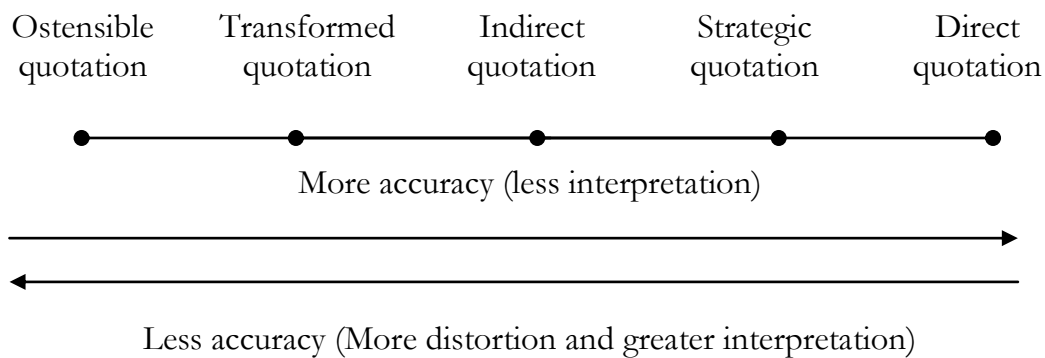 Ostensible Transformed Indirect Strategic Direct
quotation quotation quotation quotation quotation
More accuracy (less interpretation)
Less accuracy (More distortion and greater interpretation)